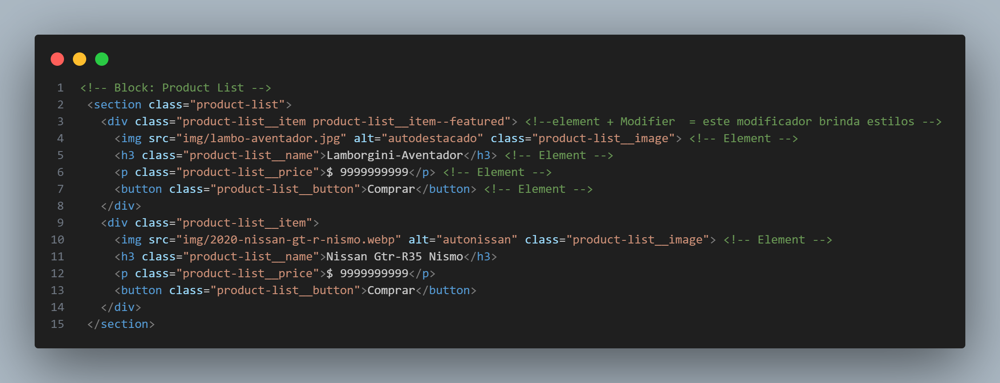 1 <!-- Block: Product List -->
2 <section class="product-list">
3 <div class="product-list__item product-list__item--featured"> <!--element + Modifier  = este modificador brinda estilos -->
4 <img src="img/lambo-aventador.jpg" alt="autodestacado" class="product-list__image"> <!-- Element -->
5 <h3 class="product-list__name">Lamborgini-Aventador</h3> <!-- Element -->
6 <p class="product-list__price">$ 9999999999</p> <!-- Element -->
7 <button class="product-list__button">Comprar</button> <!-- Element -->
8 </div>
9 <div class="product-list__item">
10 <img src="img/2020-nissan-gt-r-nismo.webp" alt="autonissan" class="product-list__image"> <!-- Element -->
11 <h3 class="product-list__name">Nissan Gtr-R35 Nismo</h3>
12 <p class="product-list__price">$ 9999999999</p>
13 <button class="product-list__button">Comprar</button>
14 </div>
15 </section>